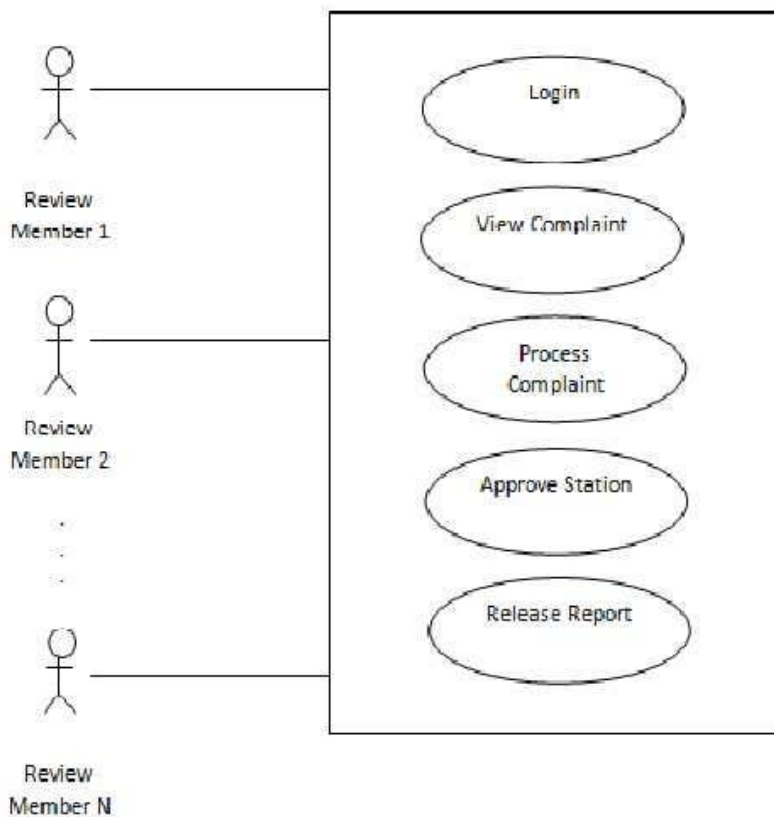 Review
Member 1
Review
Member 2
.
.
.
Review
Member N
Login
View Complaint
Process
Complaint
Approve Station
Release Report